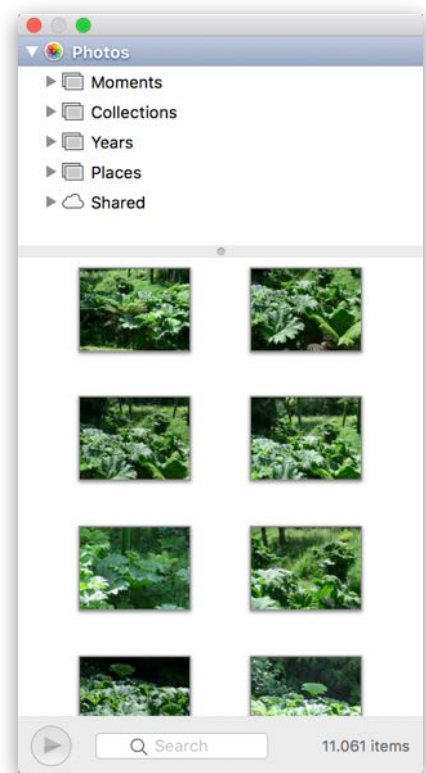 Photos
Moments
Collections
Years
Places
Shared
Search
11.061 items